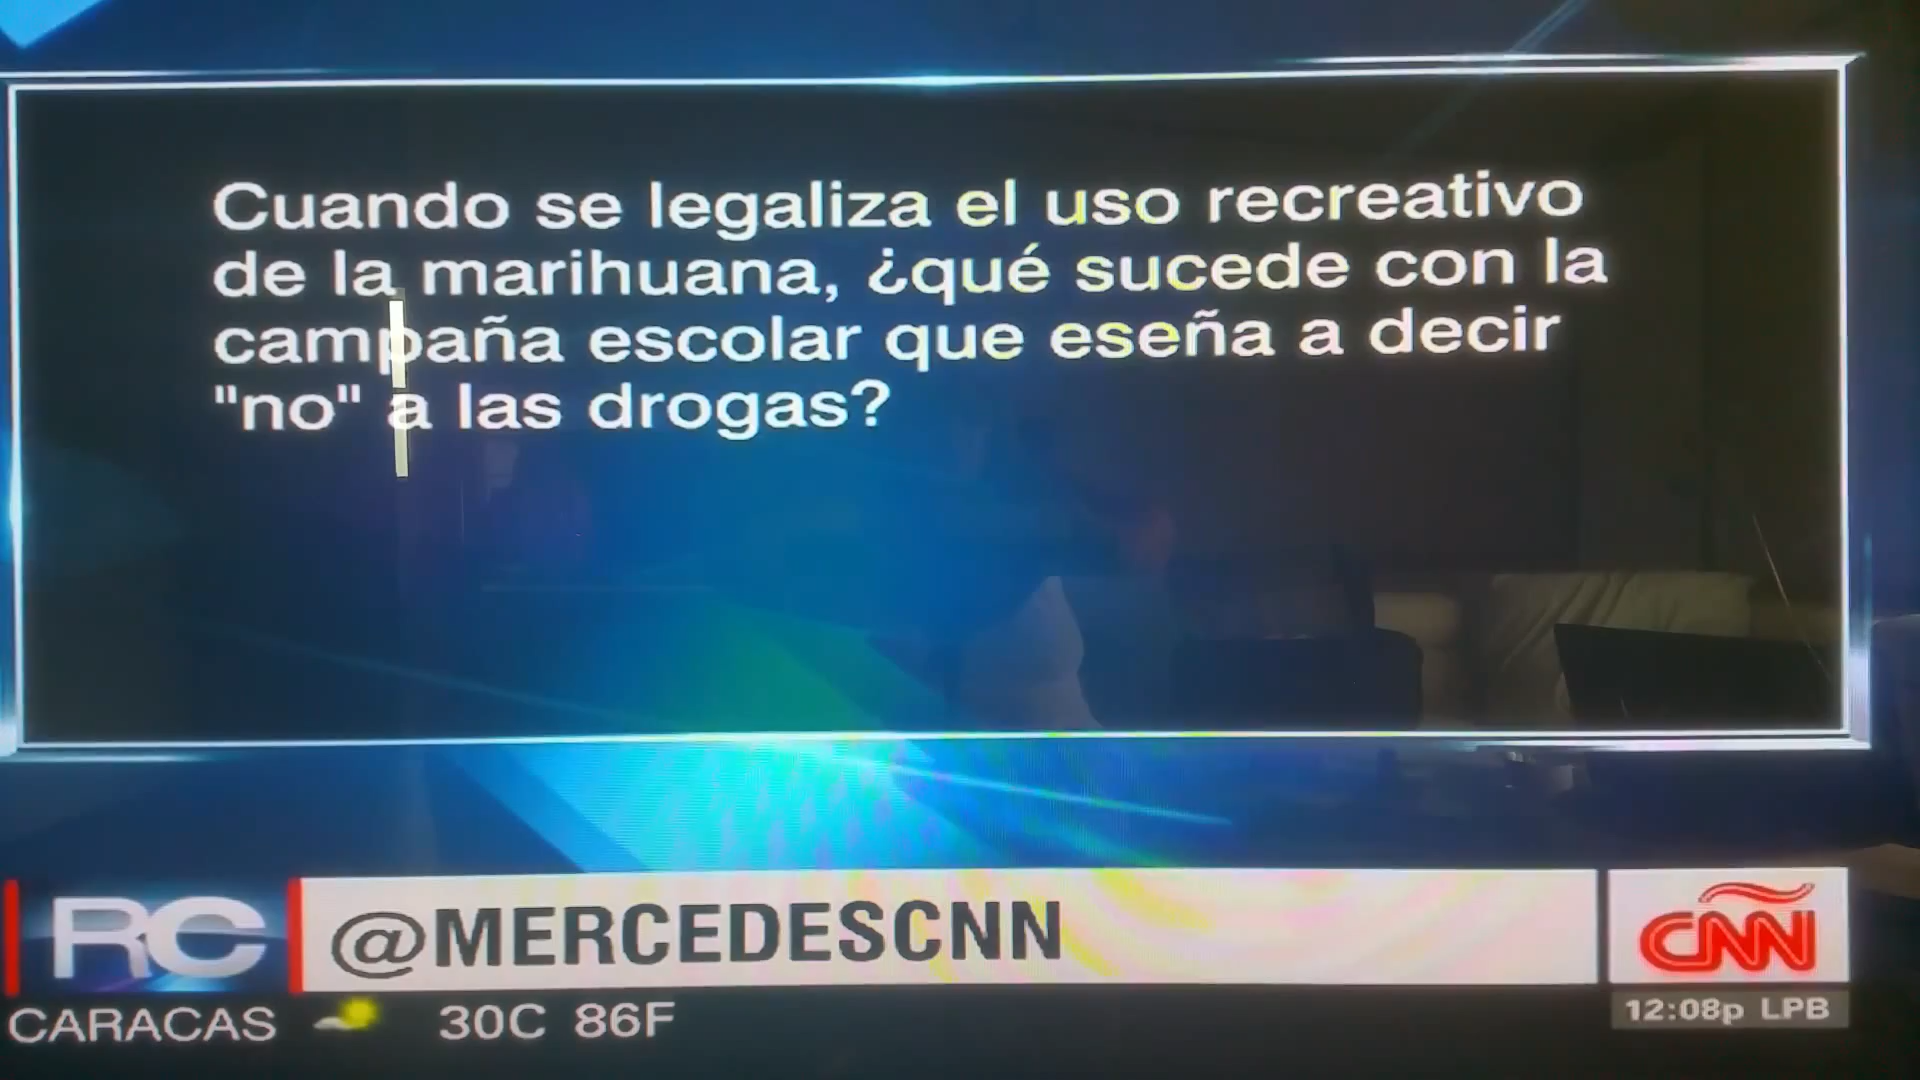 Cuando se legaliza el uso recreativo
de la marihuana, ¿qué sucede con la
campaña escolar que eseña a decir
"no" a las drogas?
RC
@MERCEDESCNN
CNN
CARACAS 30C 86F
12:08p LPB